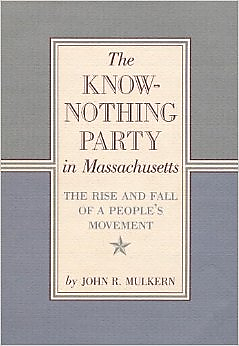 The
KNOW-
NOTHING
PARTY
in Massachusetts
THE RISE AND FALL
OF A PEOPLE'S
MOVEMENT
by JOHN R. MULKERN